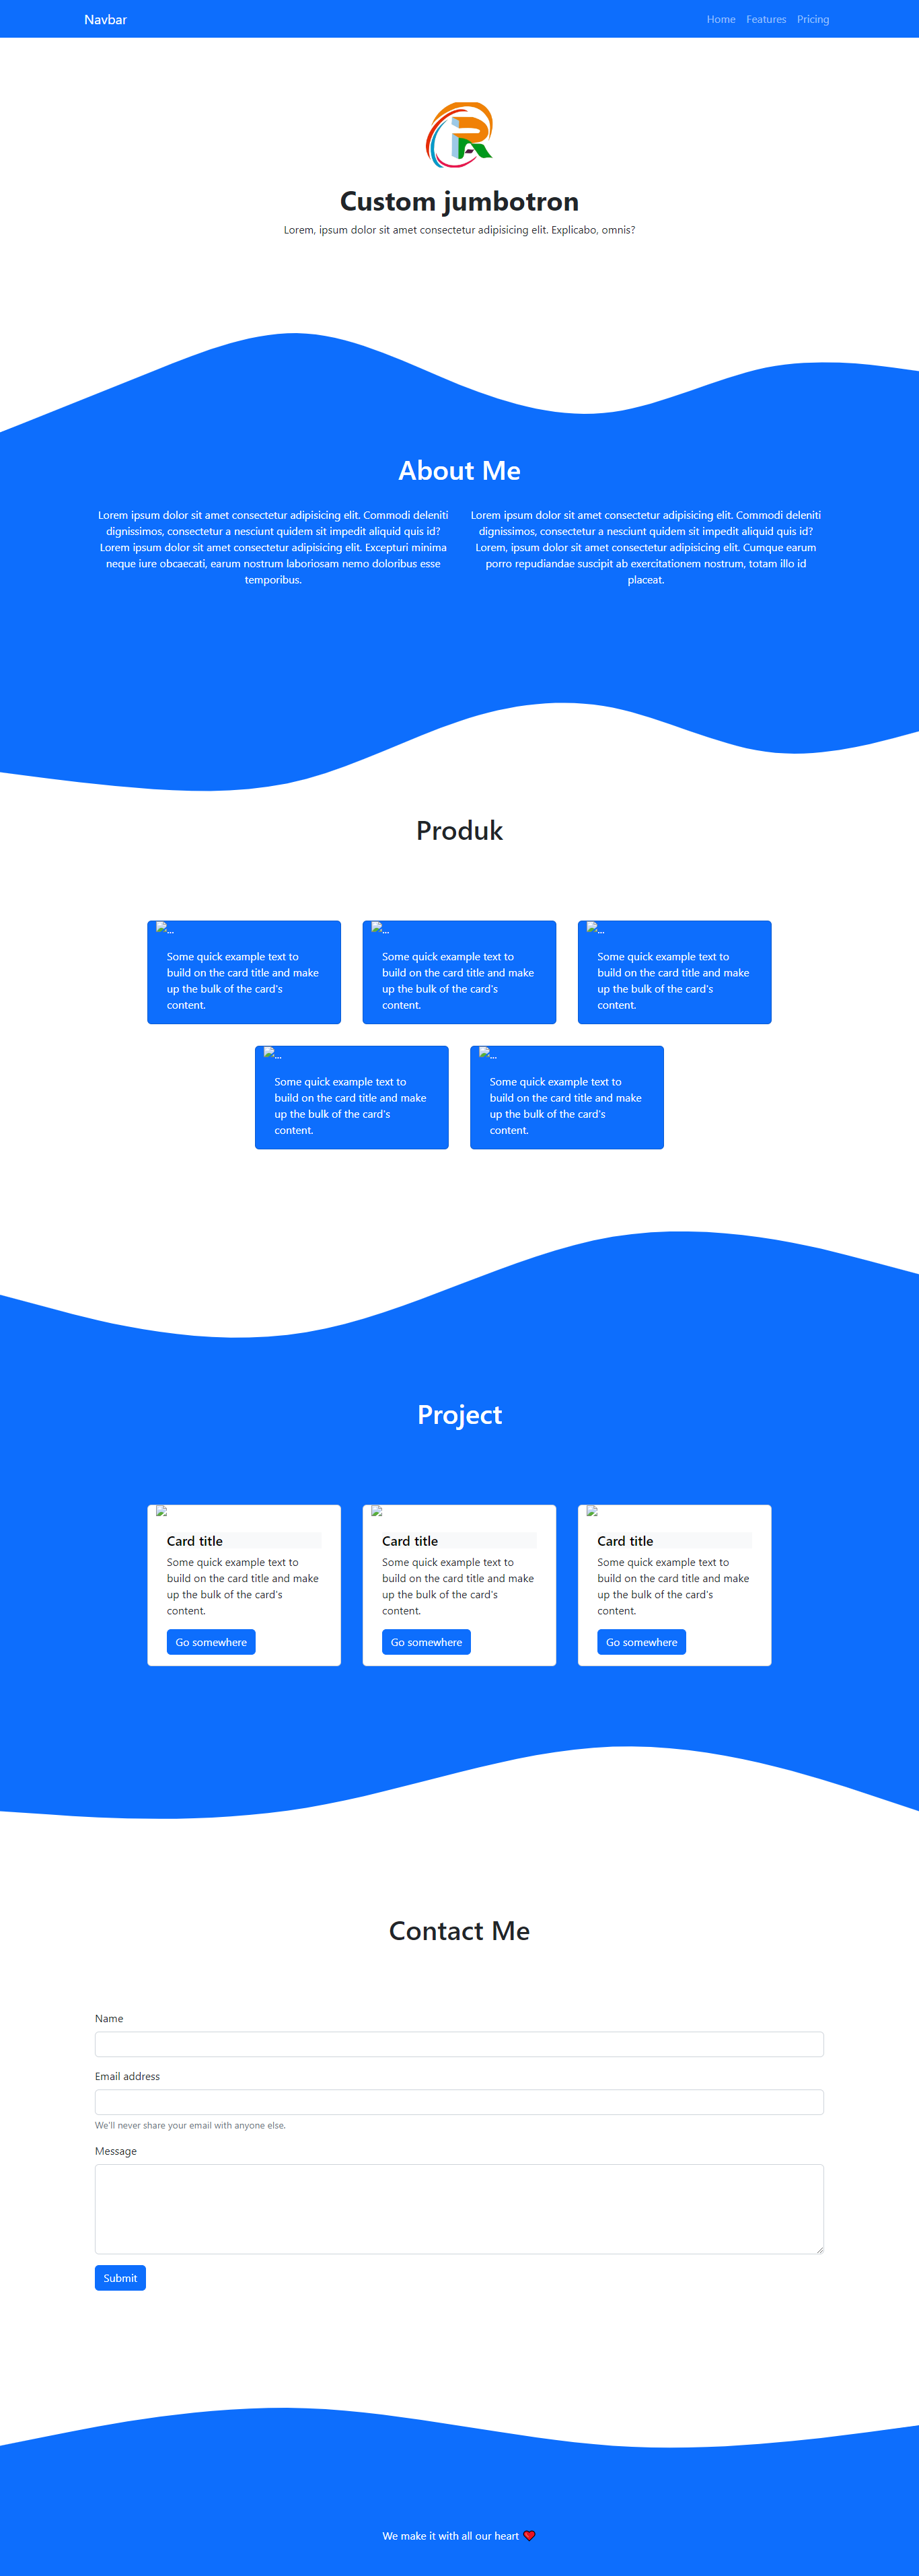 Navbar
Home Features Pricing
Custom jumbotron
Lorem, ipsum dolor sit amet consectetur adipisicing elit. Explicabo, omnis?
About Me
Lorem ipsum dolor sit amet consectetur adipisicing elit. Commodi deleniti
dignissimos, consectetur a nesciunt quidem sit impedit aliquid quis id?
Lorem ipsum dolor sit amet consectetur adipisicing elit. Excepturi minima
neque iure obcaecati, earum nostrum laboriosam nemo doloribus esse
temporibus.
Lorem ipsum dolor sit amet consectetur adipisicing elit. Commodi deleniti
dignissimos, consectetur a nesciunt quidem sit impedit aliquid quis id?
Lorem, ipsum dolor sit amet consectetur adipisicing elit. Cumque earum
porro repudiandae suscipit ab exercitationem nostrum, totam illo id
placeat.
Produk
...
Some quick example text to
build on the card title and make
up the bulk of the card's
content.
...
Some quick example text to
build on the card title and make
up the bulk of the card's
content.
...
Some quick example text to
build on the card title and make
up the bulk of the card's
content.
...
Some quick example text to
build on the card title and make
up the bulk of the card's
content.
...
Some quick example text to
build on the card title and make
up the bulk of the card's
content.
Project
Card title
Some quick example text to
build on the card title and make
up the bulk of the card's
content.
Go somewhere
Card title
Some quick example text to
build on the card title and make
up the bulk of the card's
content.
Go somewhere
Card title
Some quick example text to
build on the card title and make
up the bulk of the card's
content.
Go somewhere
Contact Me
Name
Email address
We'll never share your email with anyone else.
Message
Submit
We make it with all our heart